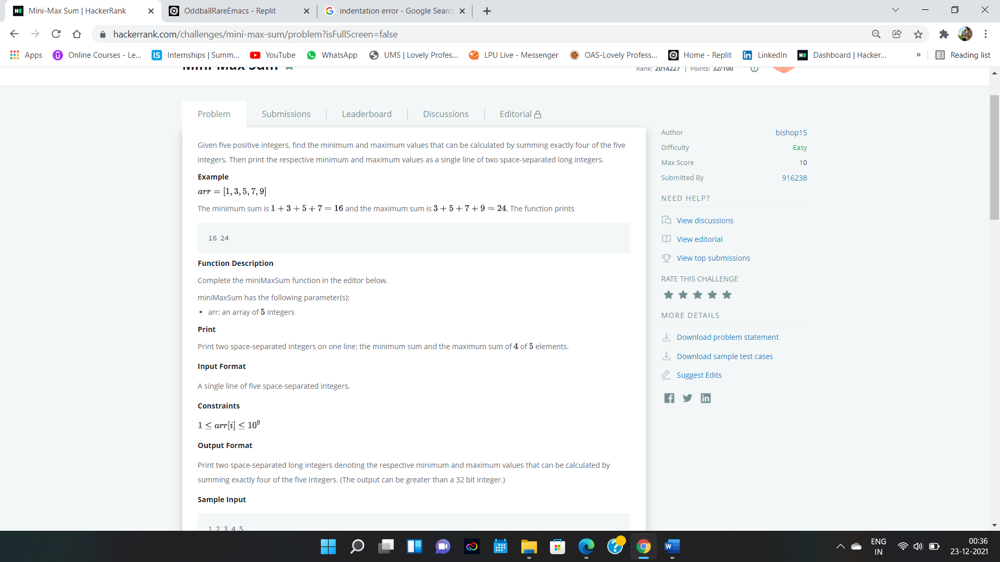 Mini-Max Sum | HackerRank
OddballRareEmacs - Replit
indentation error - Google Search
hackerrank.com/challenges/mini-max-sum/problem?isFullScreen=false
Apps
Online Courses - Le...
Internships | Summ...
YouTube
WhatsApp
UMS | Lovely Profes...
LPU Live - Messenger
OAS-Lovely Profess...
Home - Replit
LinkedIn
Dashboard | Hacker...
»
Reading list
Mini-Max Sum
Rank: 2014227 | Points: 32/100
Problem
Submissions
Leaderboard
Discussions
Editorial
Given five positive integers, find the minimum and maximum values that can be calculated by summing exactly four of the five
integers. Then print the respective minimum and maximum values as a single line of two space-separated long integers.
Example
arr = [1, 3, 5, 7, 9]
The minimum sum is 1 + 3 + 5 + 7 = 16 and the maximum sum is 3 + 5 + 7 + 9 = 24. The function prints
16 24
Function Description
Complete the miniMaxSum function in the editor below.
miniMaxSum has the following parameter(s):
• arr: an array of 5 integers
Print
Print two space-separated integers on one line: the minimum sum and the maximum sum of 4 of 5 elements.
Input Format
A single line of five space-separated integers.
Constraints
1 ≤ arr[i] ≤ 10⁹
Output Format
Print two space-separated long integers denoting the respective minimum and maximum values that can be calculated by
summing exactly four of the five integers. (The output can be greater than a 32 bit integer.)
Sample Input
1 2 3 4 5
Author bishop15
Difficulty Easy
Max Score 10
Submitted By 916238
NEED HELP?
View discussions
View editorial
View top submissions
RATE THIS CHALLENGE
MORE DETAILS
Download problem statement
Download sample test cases
Suggest Edits
ENG
IN
00:36
23-12-2021